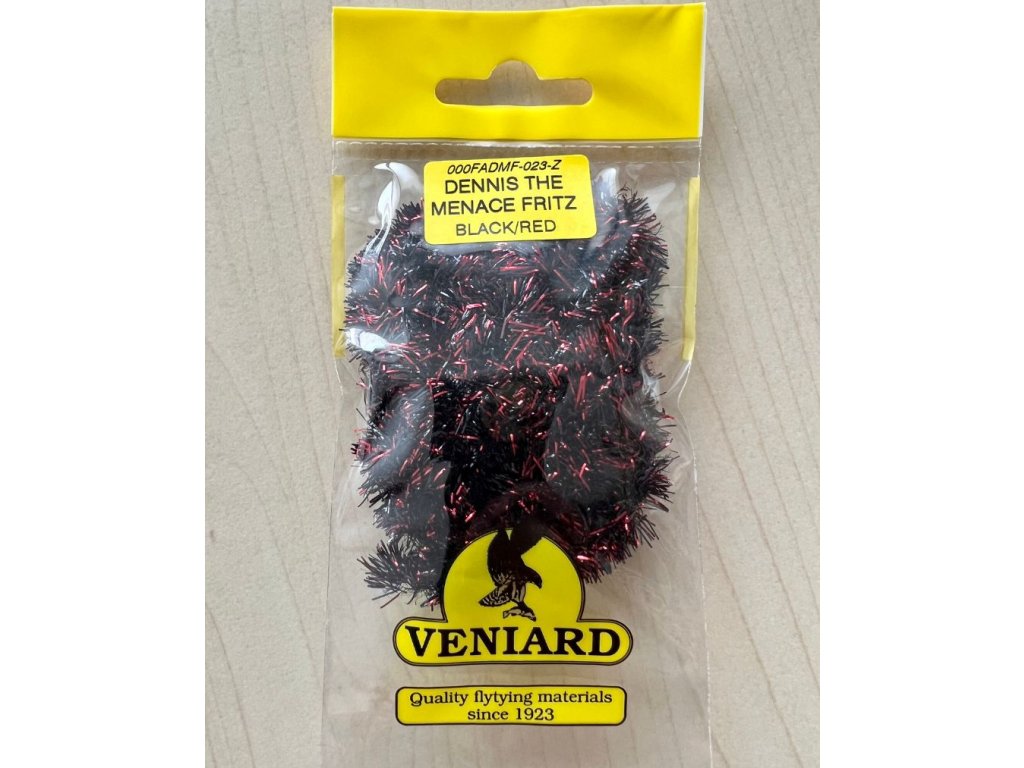 000FADMF-023-Z
DENNIS THE
MENACE FRITZ
BLACK/RED
VENIARD
Quality flytying materials
since 1923